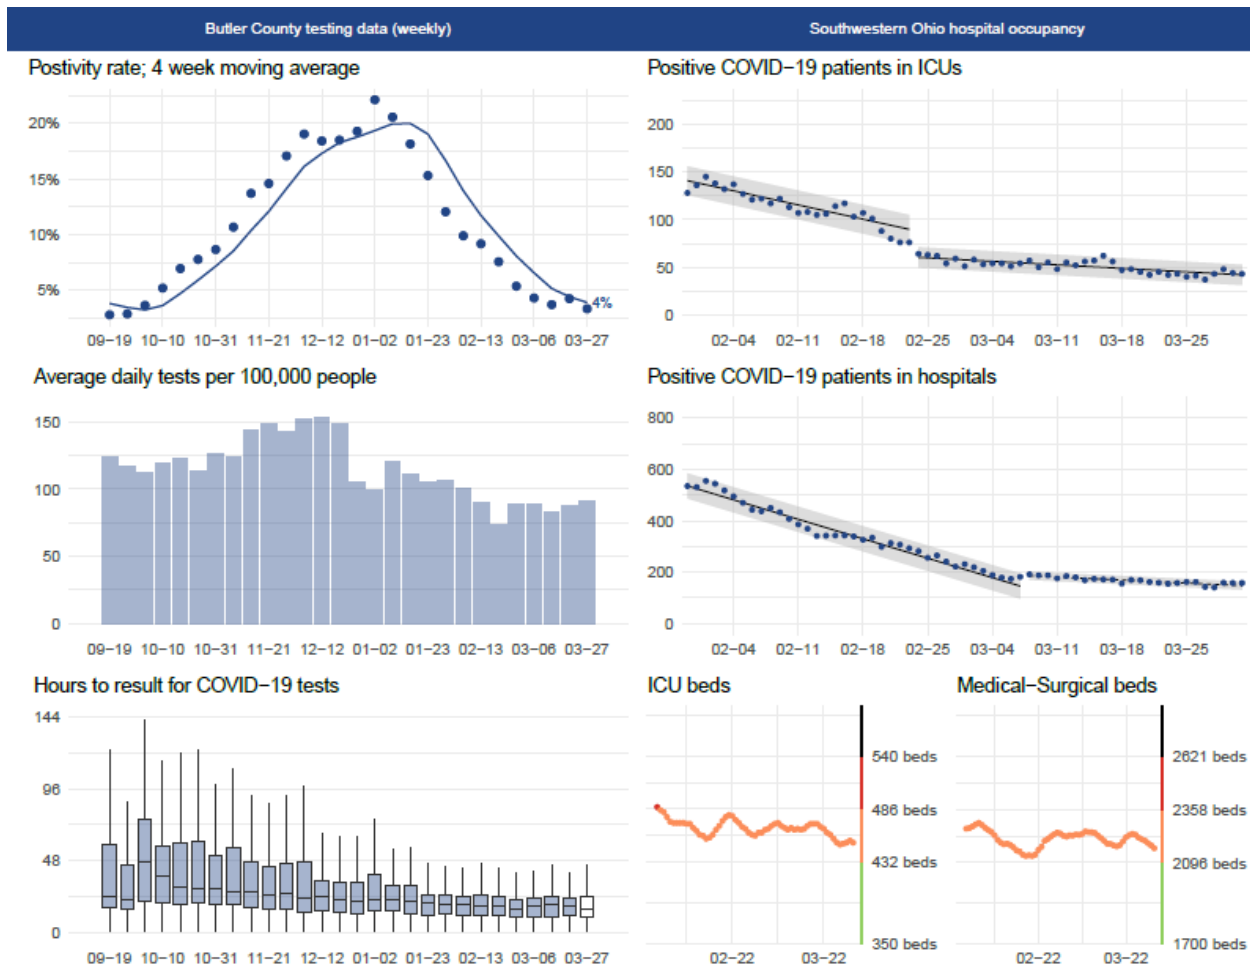 Butler County testing data (weekly)
Southwestern Ohio hospital occupancy
Postivity rate; 4 week moving average
20%
15%
10%
5%
4%
09−19 10−10 10−31 11−21 12−12 01−02 01−23 02−13 03−06 03−27
Positive COVID−19 patients in ICUs
200
150
100
50
0
02−04 02−11 02−18 02−25 03−04 03−11 03−18 03−25
Average daily tests per 100,000 people
150
100
50
0
09−19 10−10 10−31 11−21 12−12 01−02 01−23 02−13 03−06 03−27
Positive COVID−19 patients in hospitals
800
600
400
200
0
02−04 02−11 02−18 02−25 03−04 03−11 03−18 03−25
Hours to result for COVID−19 tests
144
96
48
0
09−19 10−10 10−31 11−21 12−12 01−02 01−23 02−13 03−06 03−27
ICU beds
540 beds
486 beds
432 beds
350 beds
02−22 03−22
Medical−Surgical beds
2621 beds
2358 beds
2096 beds
1700 beds
02−22 03−22